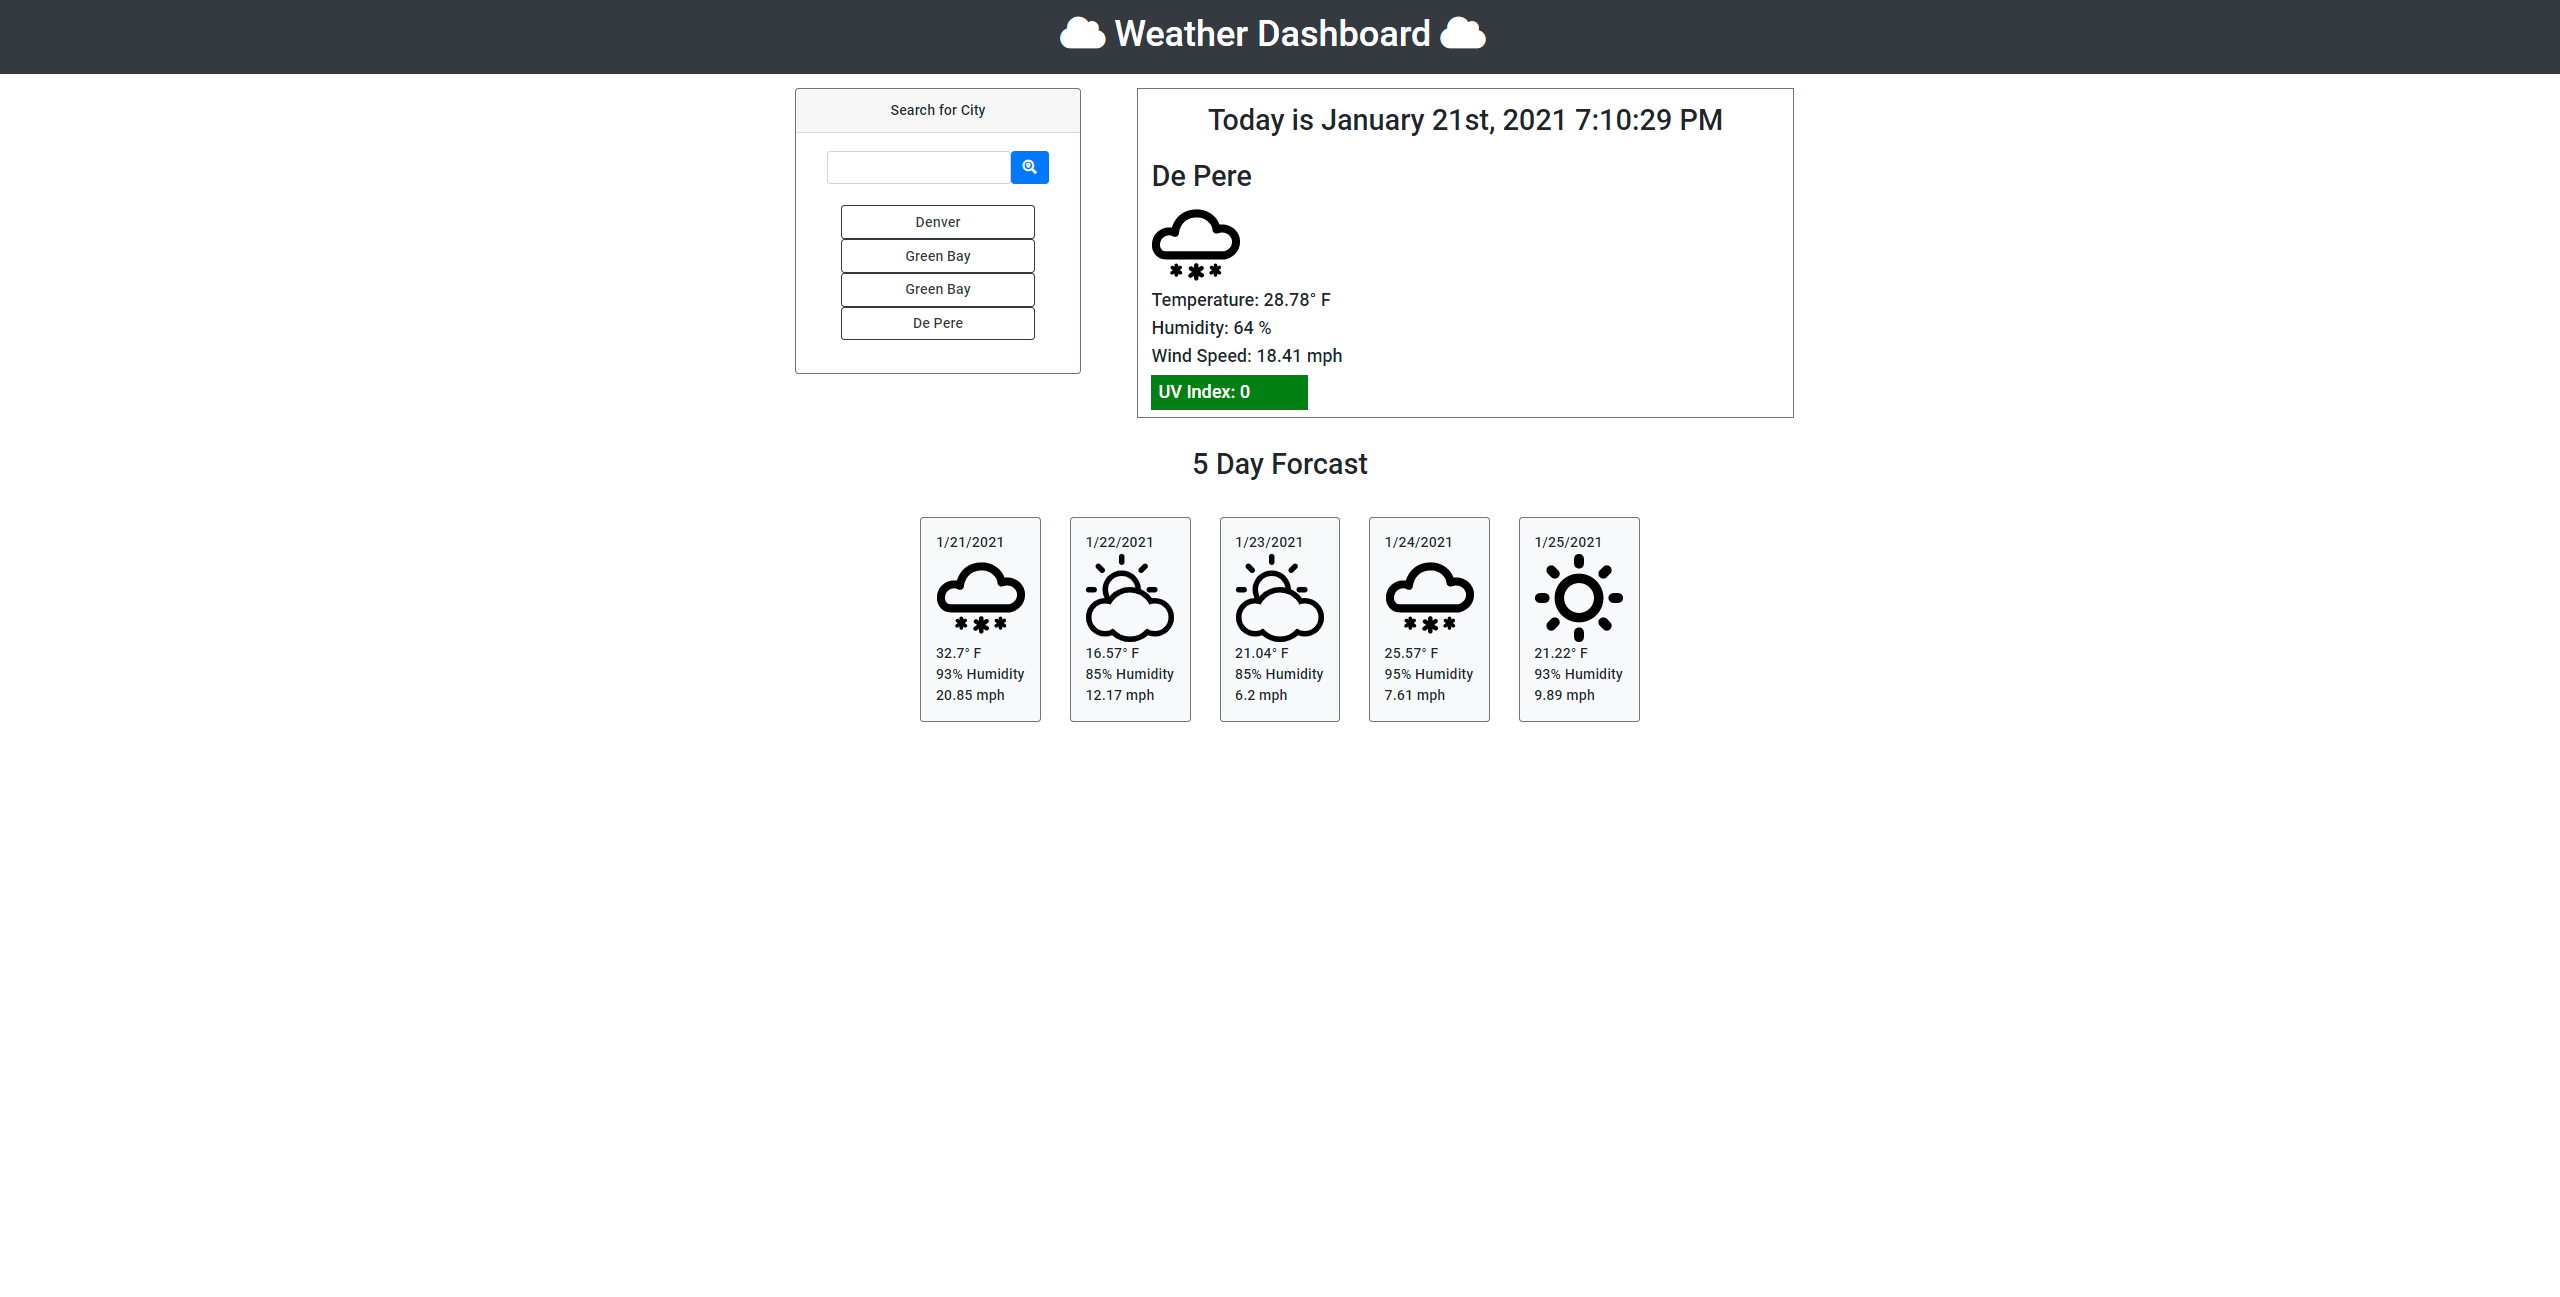 Weather Dashboard
Search for City
Denver
Green Bay
Green Bay
De Pere
Today is January 21st, 2021 7:10:29 PM
De Pere
Temperature: 28.78° F
Humidity: 64 %
Wind Speed: 18.41 mph
UV Index: 0
5 Day Forcast
1/21/2021
32.7° F
93% Humidity
20.85 mph
1/22/2021
16.57° F
85% Humidity
12.17 mph
1/23/2021
21.04° F
85% Humidity
6.2 mph
1/24/2021
25.57° F
95% Humidity
7.61 mph
1/25/2021
21.22° F
93% Humidity
9.89 mph